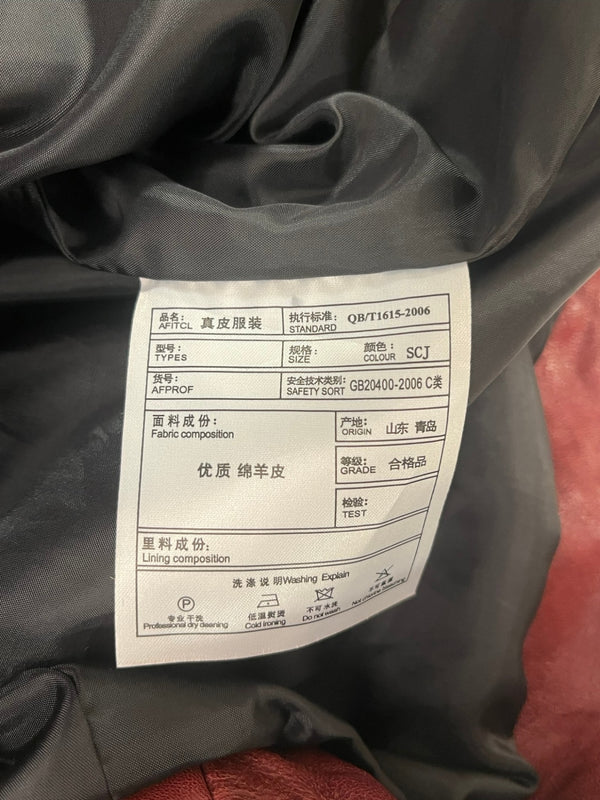 品名: 真皮服装
AFITCL
执行标准: QB/T1615-2006
STANDARD
型号:
TYPES
规格:
SIZE
颜色: SCJ
COLOUR
货号:
AFPROF
安全技术类别: GB20400-2006 C类
SAFETY SORT
面料成份:
Fabric composition
优质 绵羊皮
产地: 山东 青岛
ORIGIN
等级: 合格品
GRADE
检验:
TEST
里料成份:
Lining composition
洗涤说明Washing Explain
专业干洗
Professional dry cleaning
低温熨烫
Cold ironing
不可水洗
Do not wash
不可氯漂